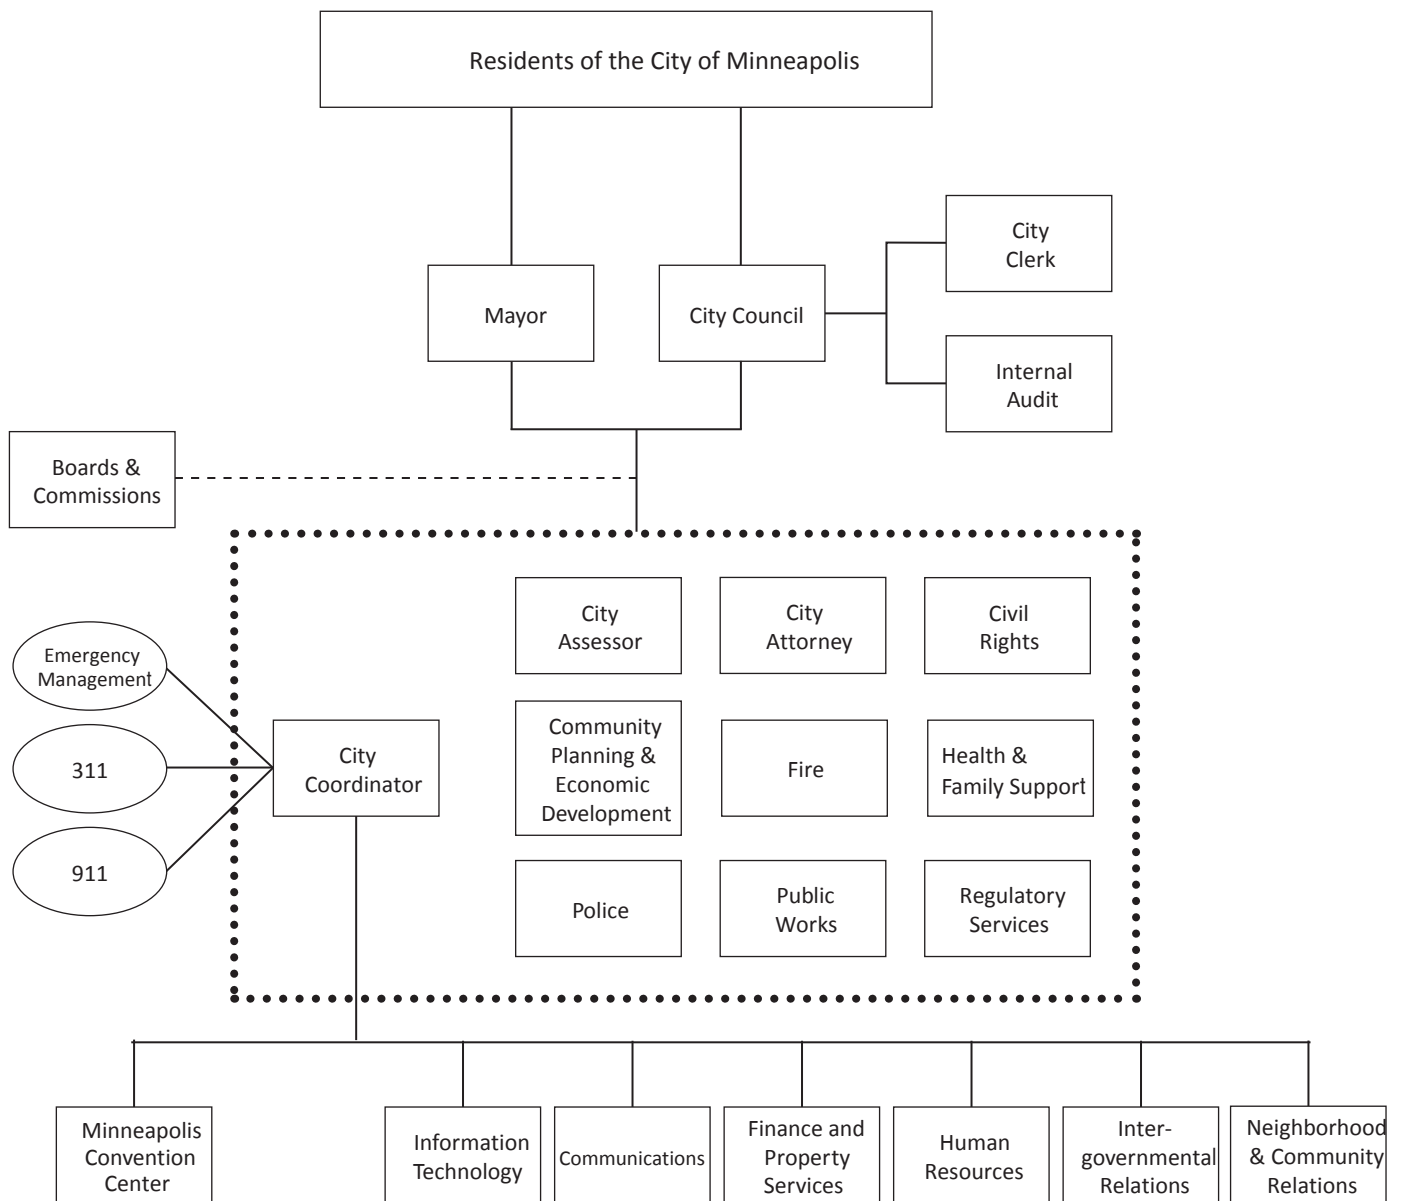 Residents of the City of Minneapolis
City
Clerk
Mayor
City Council
Internal
Audit
Boards &
Commissions
City
Assessor
City
Attorney
Civil
Rights
Emergency
Management
311
911
City
Coordinator
Community
Planning &
Economic
Development
Fire
Health &
Family Support
Police
Public
Works
Regulatory
Services
Minneapolis
Convention
Center
Information
Technology
Communications
Finance and
Property
Services
Human
Resources
Inter-
governmental
Relations
Neighborhood
& Community
Relations